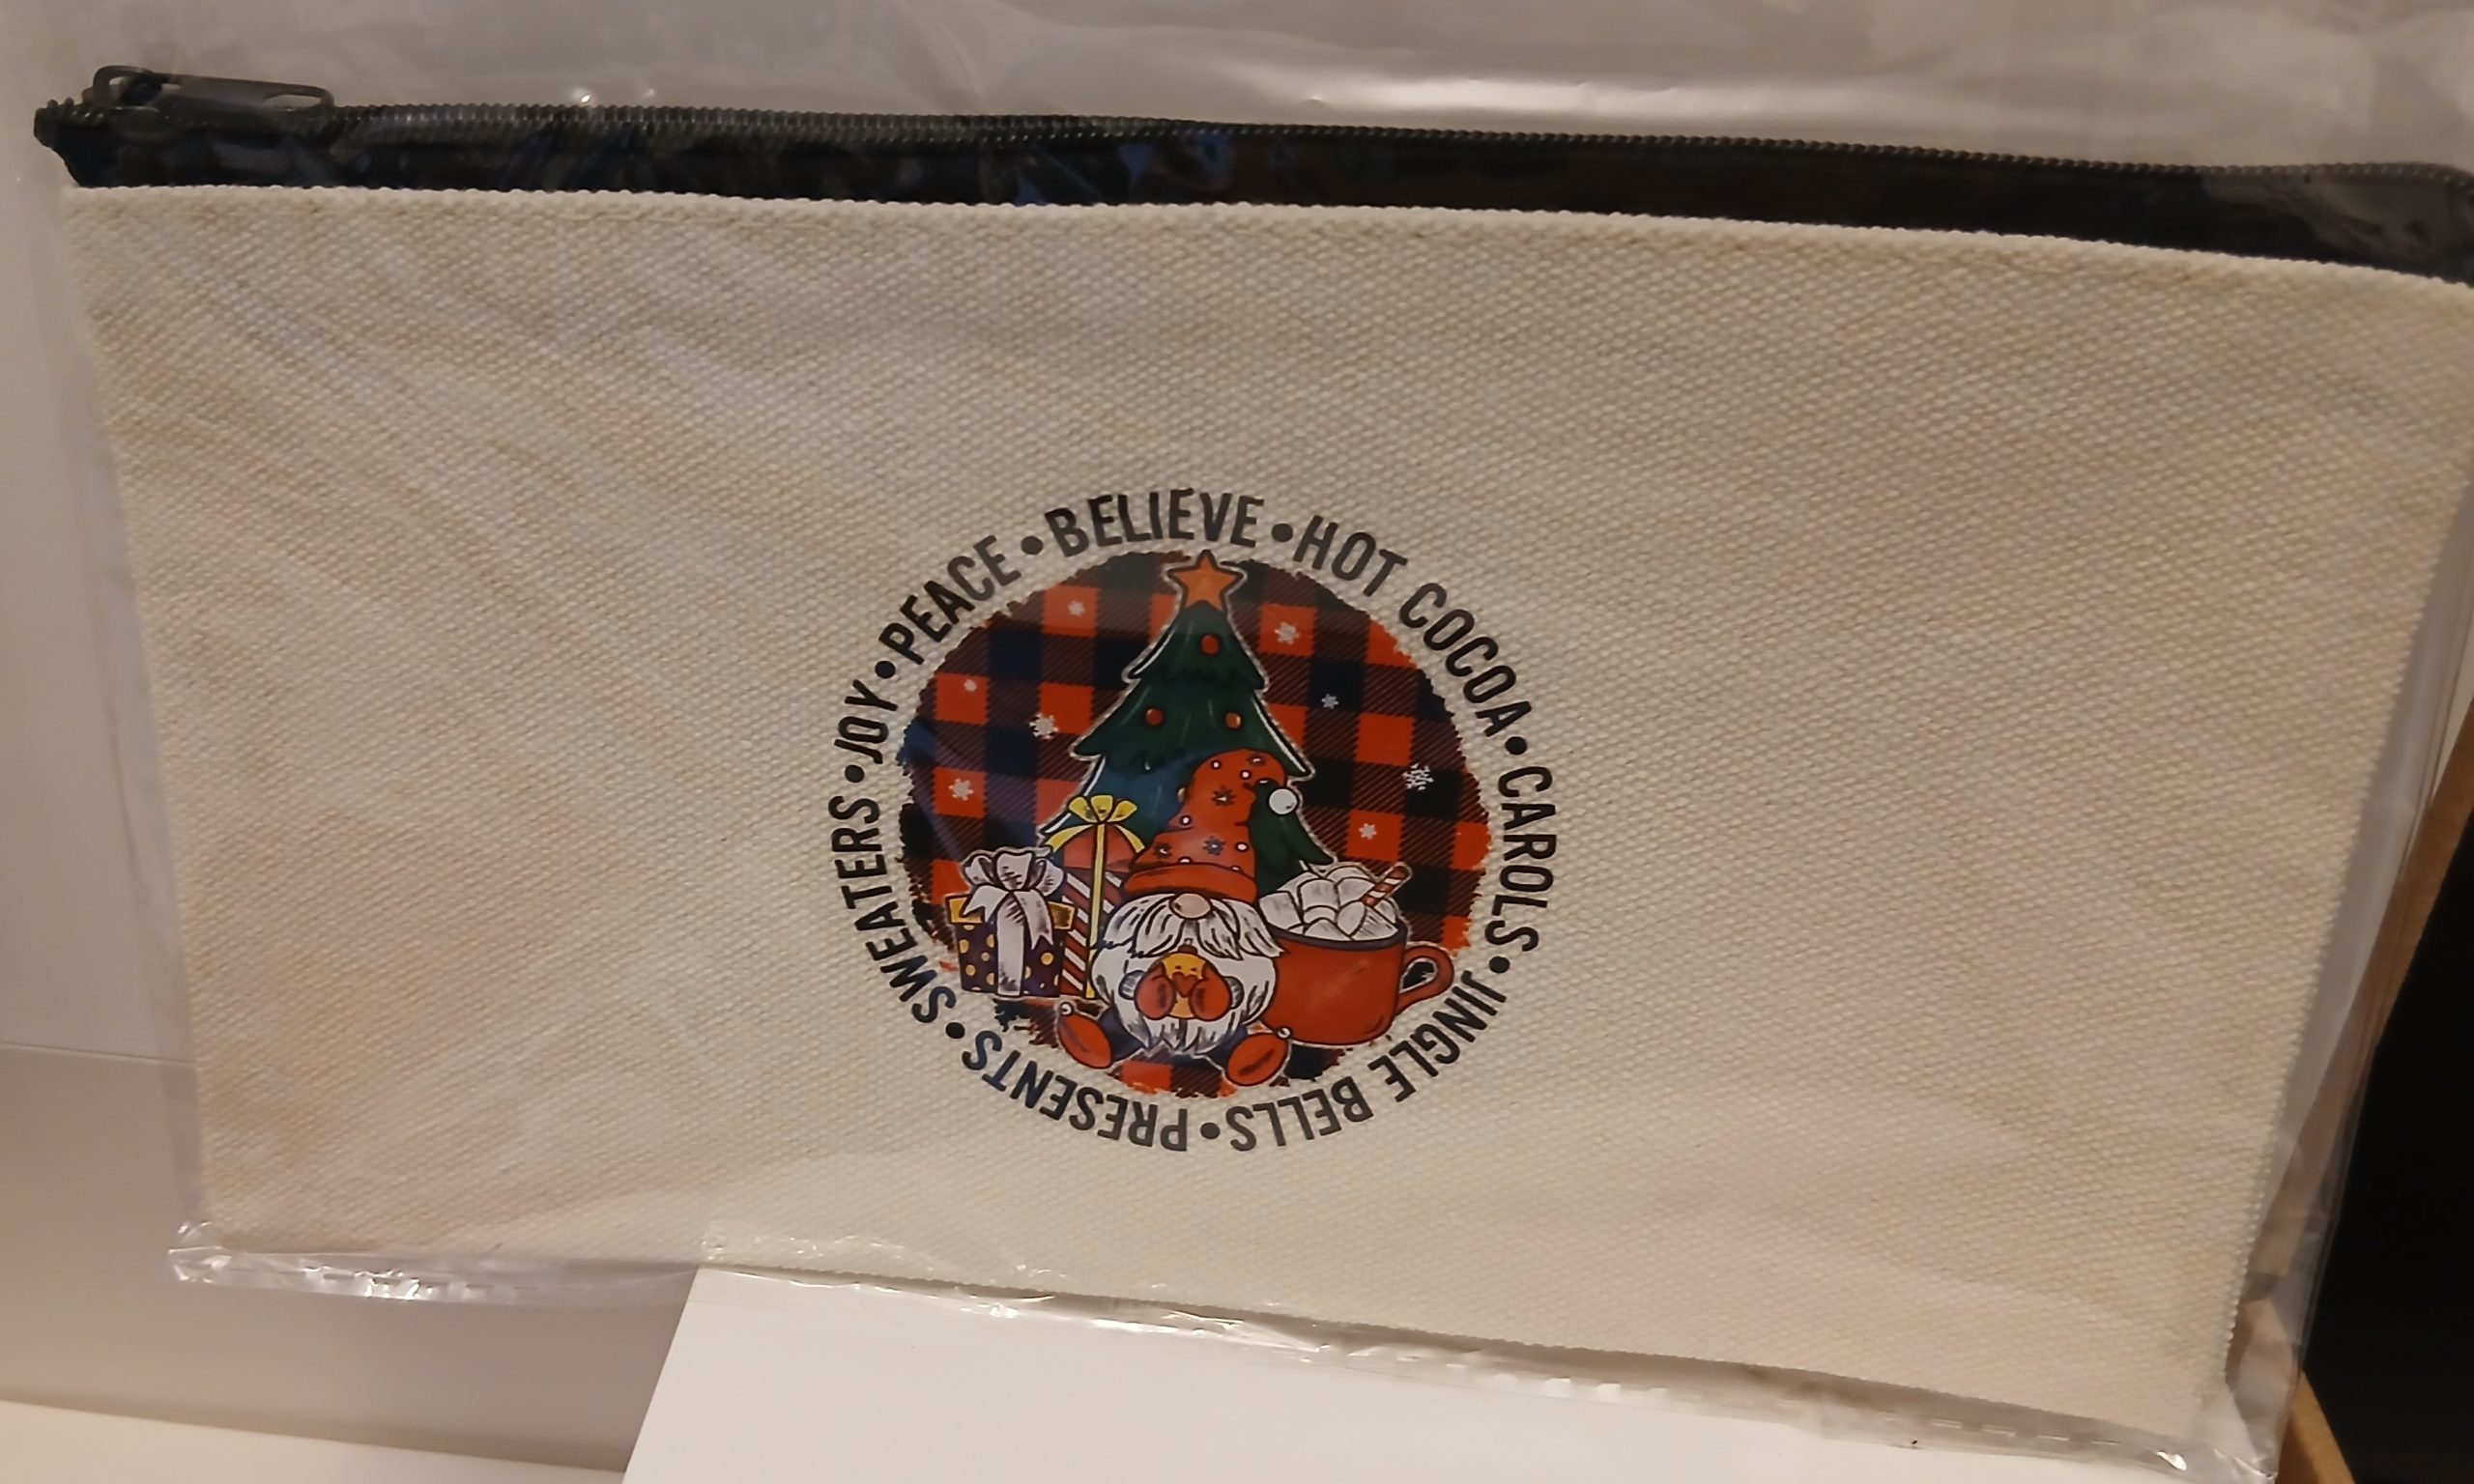 BELIEVE • HOT COCOA • CAROLS • JINGLE BELLS • PRESENTS • SWEATERS • JOY • PEACE •